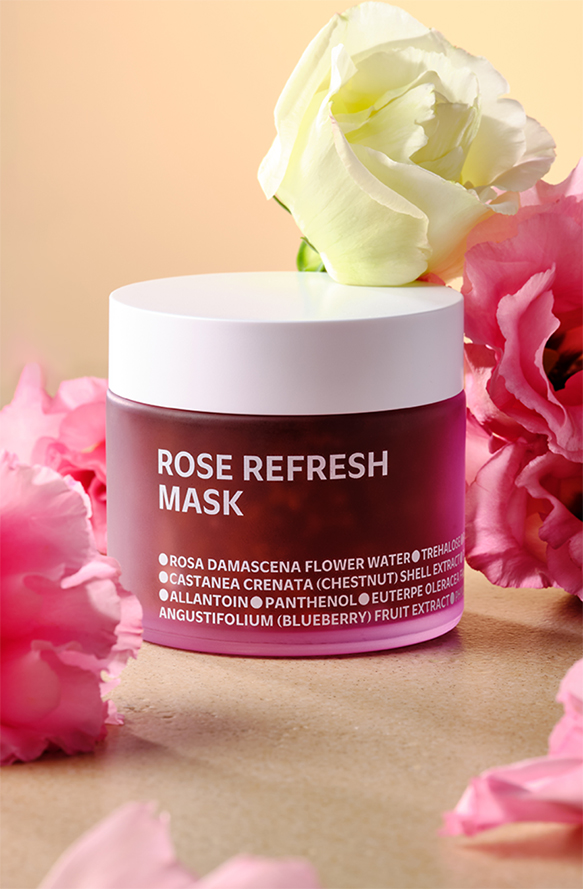 ROSE REFRESH
MASK
●ROSA DAMASCENA FLOWER WATER●TREHALOSE
●CASTANEA CRENATA (CHESTNUT) SHELL EXTRACT
●ALLANTOIN●PANTHENOL●EUTERPE OLERACEA
ANGUSTIFOLIUM (BLUEBERRY) FRUIT EXTRACT●